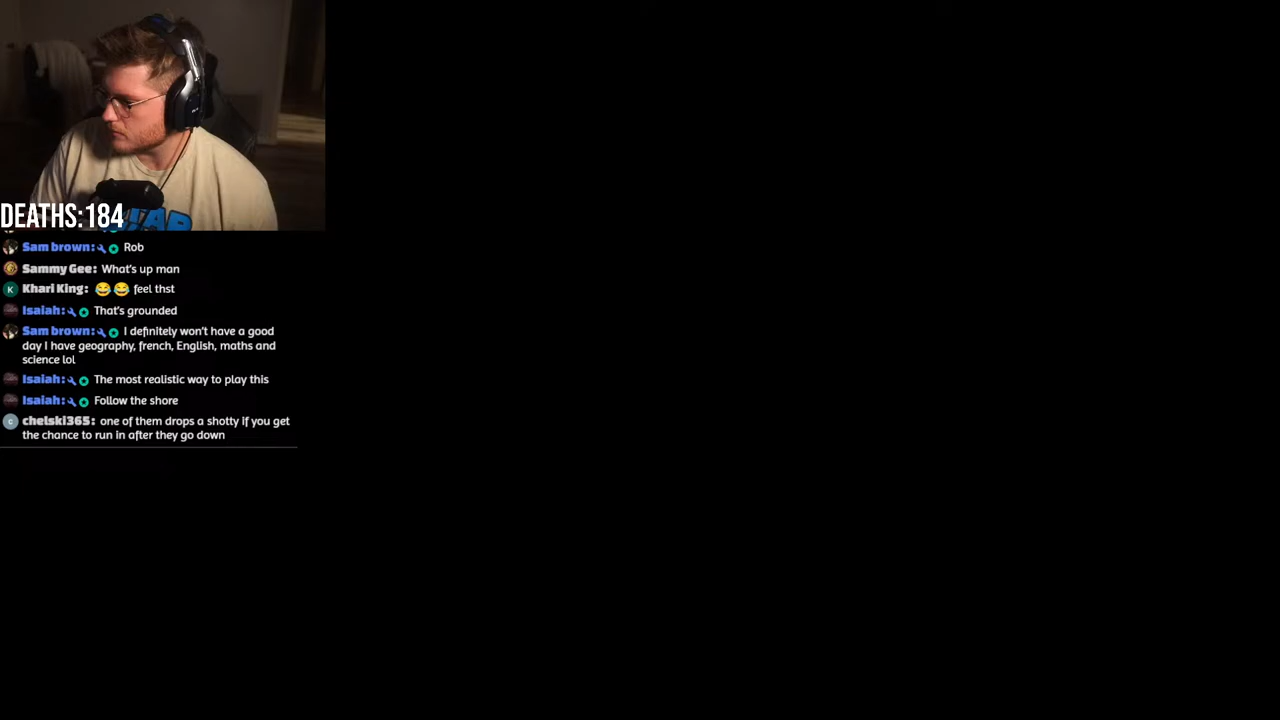 DEATHS:184
Sam brown: Rob
Sammy Gee: What's up man
K Khari King: 😂 😂 feel thst
Isaiah: That's grounded
Sam brown: I definitely won't have a good
day I have geography, french, English, maths and
science lol
Isaiah: The most realistic way to play this
Isaiah: Follow the shore
c chelski365: one of them drops a shotty if you get
the chance to run in after they go down